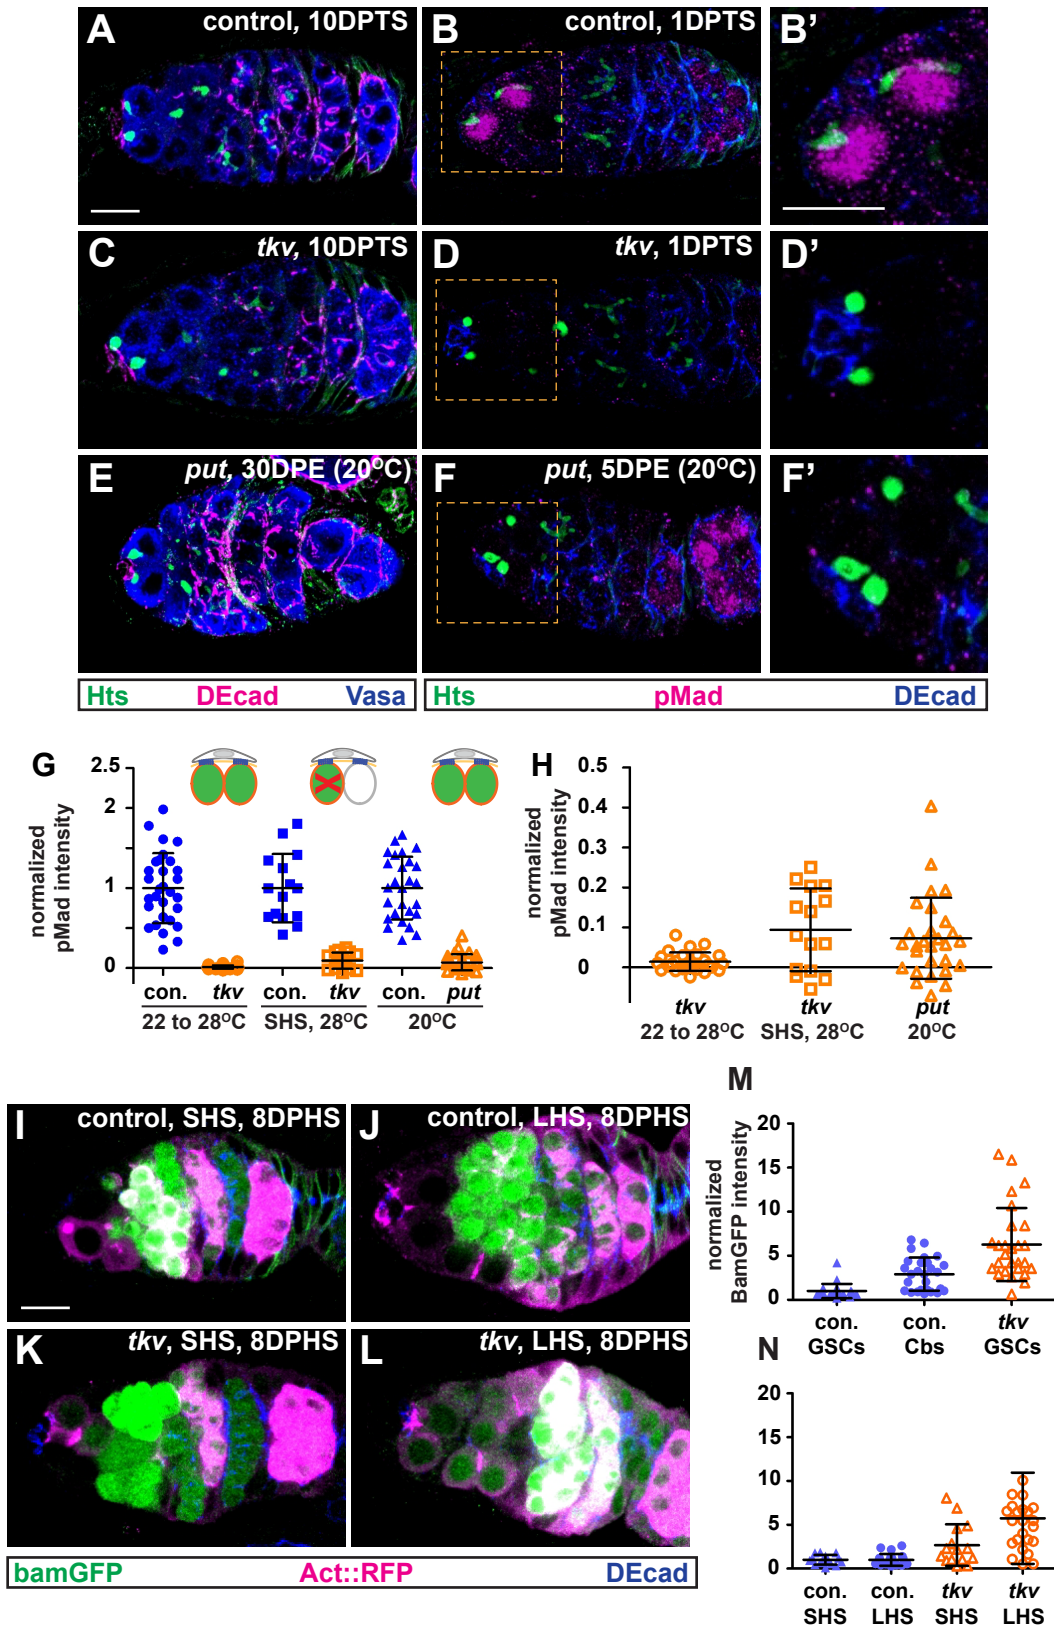 A control, 10DPTS
B control, 1DPTS
B'
C tkv, 10DPTS
D tkv, 1DPTS
D'
E put, 30DPE (20°C)
F put, 5DPE (20°C)
F'
Hts DEcad Vasa
Hts pMad DEcad
G
normalized
pMad intensity
2.5
2
1
0
con. tkv con. tkv con. put
22 to 28°C SHS, 28°C 20°C
H
normalized
pMad intensity
0.5
0.4
0.3
0.2
0.1
0
tkv tkv put
22 to 28°C SHS, 28°C 20°C
I control, SHS, 8DPHS
J control, LHS, 8DPHS
K tkv, SHS, 8DPHS
L tkv, LHS, 8DPHS
bamGFP Act::RFP DEcad
M
normalized
BamGFP intensity
20
15
10
5
0
con. con. tkv
GSCs Cbs GSCs
N
20
15
10
5
0
con. con. tkv tkv
SHS LHS SHS LHS